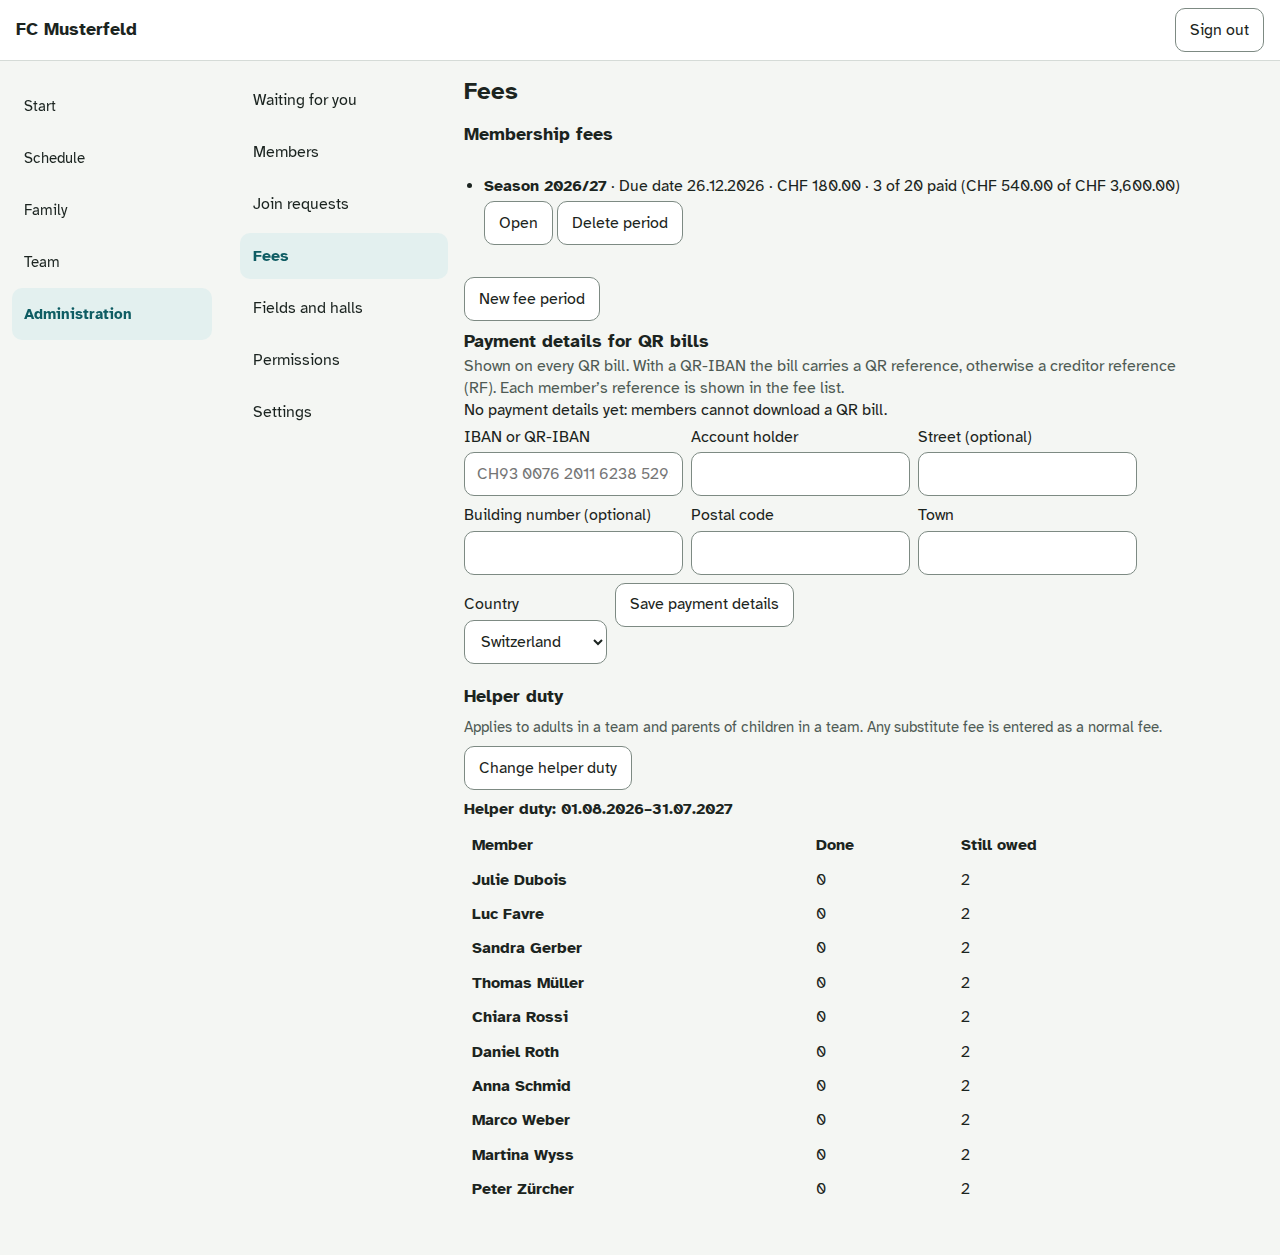 FC Musterfeld
Sign out
Start
Schedule
Family
Team
Administration
Waiting for you
Members
Join requests
Fees
Fields and halls
Permissions
Settings
Fees
Membership fees
• Season 2026/27 · Due date 26.12.2026 · CHF 180.00 · 3 of 20 paid (CHF 540.00 of CHF 3,600.00)
Open Delete period
New fee period
Payment details for QR bills
Shown on every QR bill. With a QR-IBAN the bill carries a QR reference, otherwise a creditor reference
(RF). Each member’s reference is shown in the fee list.
No payment details yet: members cannot download a QR bill.
IBAN or QR-IBAN Account holder Street (optional)
CH93 0076 2011 6238 529
Building number (optional) Postal code Town
Country Save payment details
Switzerland
Helper duty
Applies to adults in a team and parents of children in a team. Any substitute fee is entered as a normal fee.
Change helper duty
Helper duty: 01.08.2026–31.07.2027
Member Done Still owed
Julie Dubois 0 2
Luc Favre 0 2
Sandra Gerber 0 2
Thomas Müller 0 2
Chiara Rossi 0 2
Daniel Roth 0 2
Anna Schmid 0 2
Marco Weber 0 2
Martina Wyss 0 2
Peter Zürcher 0 2